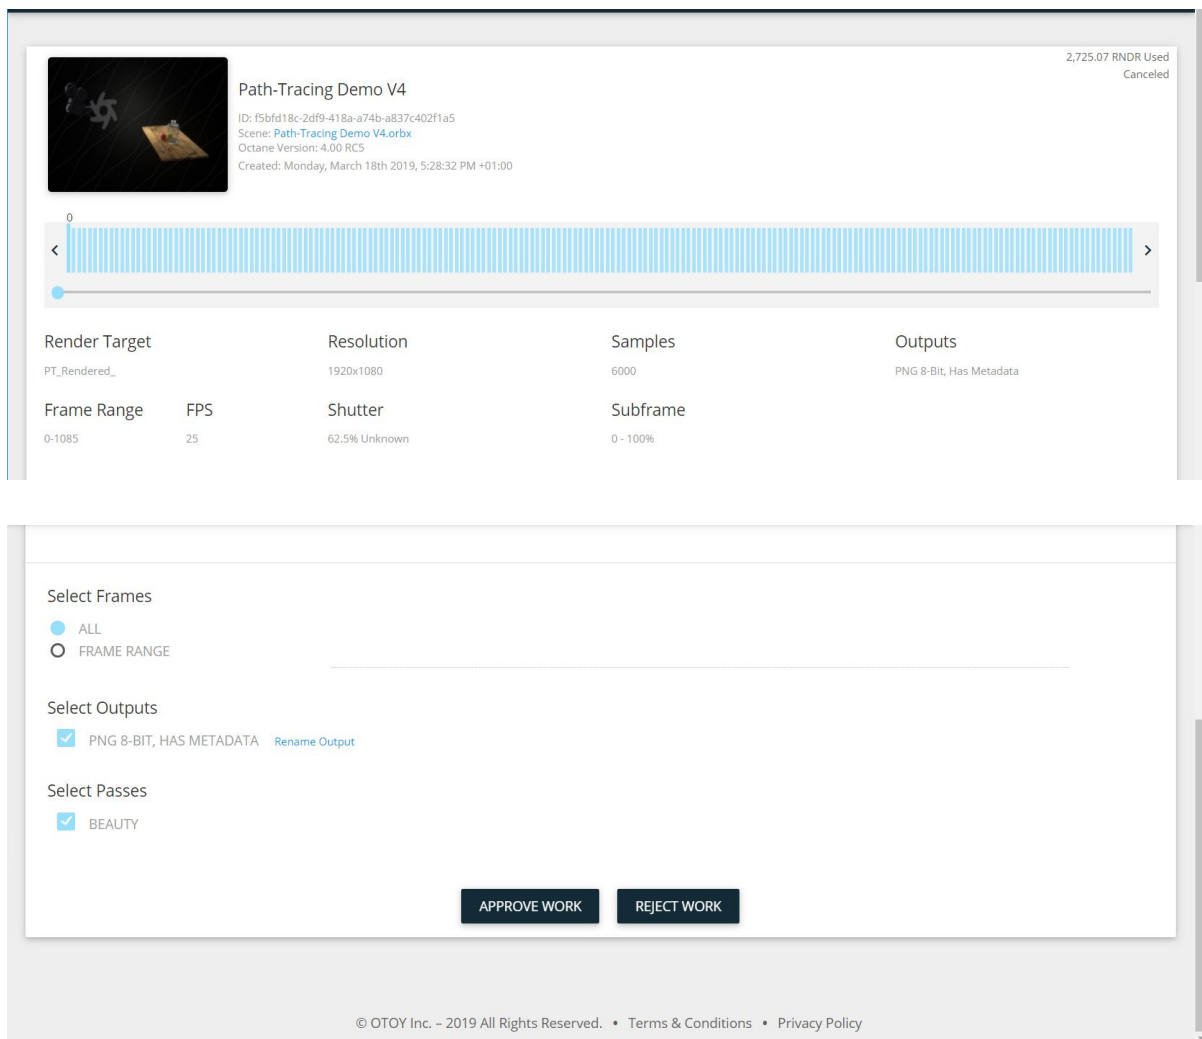 2,725.07 RNDR Used
Canceled
Path-Tracing Demo V4
ID: f5bfd18c-2df9-418a-a74b-a837c402f1a5
Scene: Path-Tracing Demo V4.orbx
Octane Version: 4.00 RC5
Created: Monday, March 18th 2019, 5:28:32 PM +01:00
0
Render Target Resolution Samples Outputs
PT_Rendered_ 1920x1080 6000 PNG 8-Bit, Has Metadata
Frame Range FPS Shutter Subframe
0-1085 25 62.5% Unknown 0 - 100%
Select Frames
ALL
FRAME RANGE
Select Outputs
PNG 8-BIT, HAS METADATA Rename Output
Select Passes
BEAUTY
APPROVE WORK REJECT WORK
© OTOY Inc. – 2019 All Rights Reserved. • Terms & Conditions • Privacy Policy